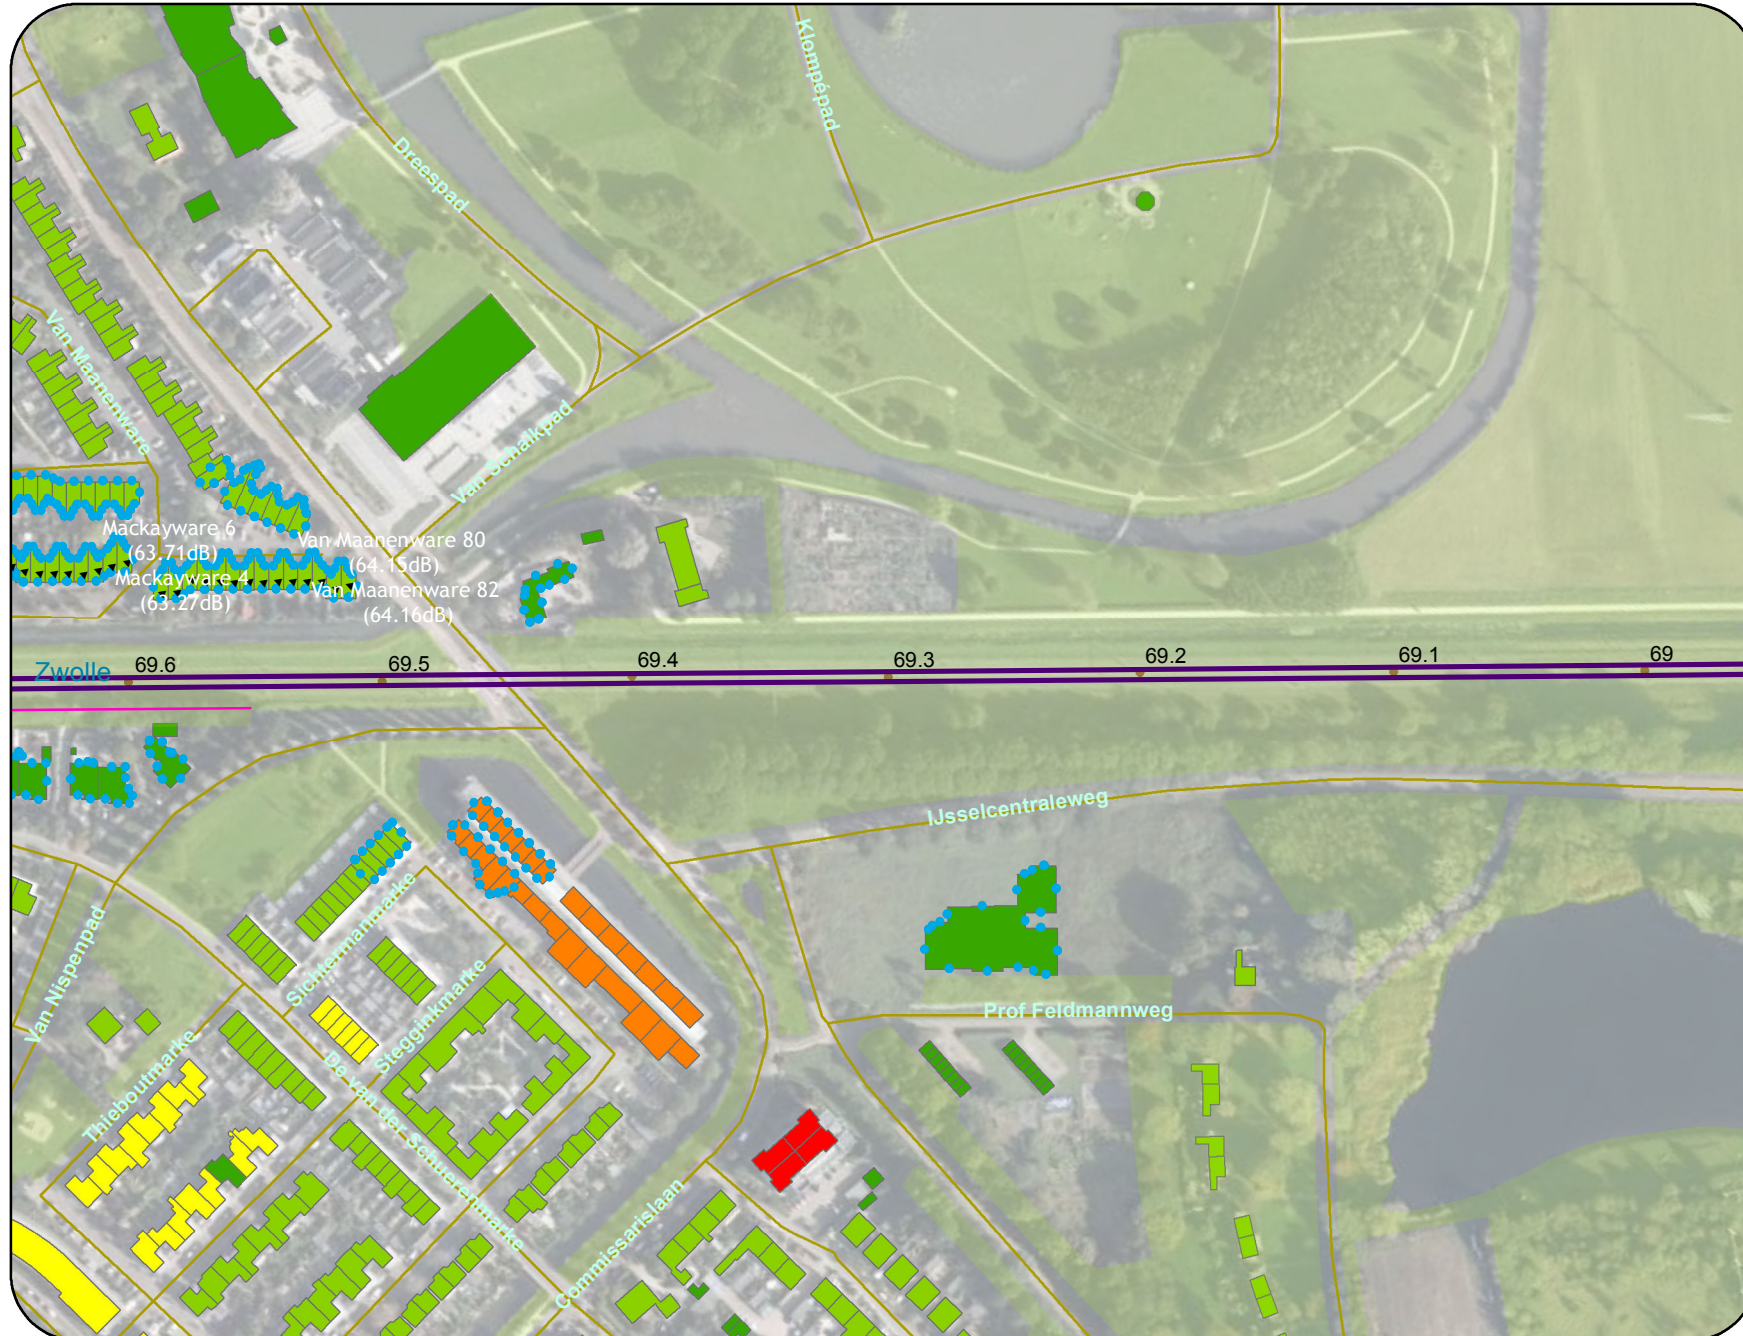 Klompépad
Dreespad
Van Maanenware
Van Schalkpad
Mackayware 6
(63.71dB)
Van Maanenware 80
(64.15dB)
Mackayware 4
(63.27dB)
Van Maanenware 82
(64.16dB)
Zwolle
69.6
69.5
69.4
69.3
69.2
69.1
69
IJsselcentraleweg
Sichtermanmarke
Van Nispenpad
Stegginkmarke
Prof Feldmannweg
Thieboutmarke
De van der Schuerenmarke
Commissarislaan